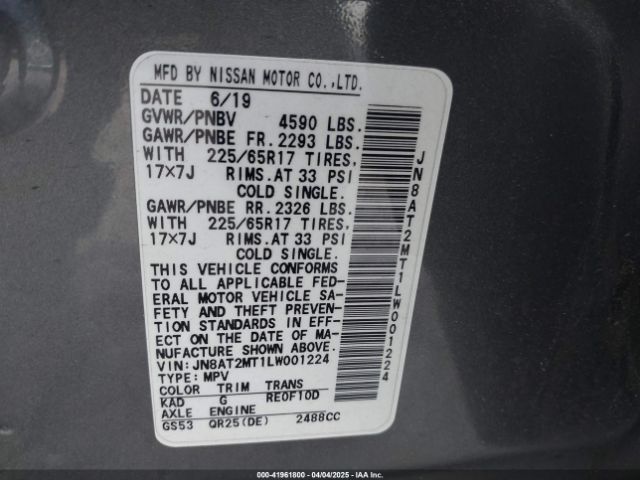 MFD BY NISSAN MOTOR CO.,LTD.
DATE 6/19
GVWR/PNBV 4590 LBS.
GAWR/PNBE FR. 2293 LBS.
WITH 225/65R17 TIRES,
17×7J RIMS.AT 33 PSI
COLD SINGLE.
GAWR/PNBE RR. 2326 LBS.
WITH 225/65R17 TIRES,
17×7J RIMS.AT 33 PSI
COLD SINGLE.
THIS VEHICLE CONFORMS
TO ALL APPLICABLE FED-
ERAL MOTOR VEHICLE SA-
FETY AND THEFT PREVEN-
TION STANDARDS IN EFF-
ECT ON THE DATE OF MA-
NUFACTURE SHOWN ABOVE.
VIN: JN8AT2MT1LW001224
TYPE: MPV
COLOR TRIM TRANS
KAD G RE0F10D
AXLE ENGINE
GS53 QR25(DE) 2488CC
JN8AT2MT1LW001224
000-41961800 - 04/04/2025 - IAAI Inc.